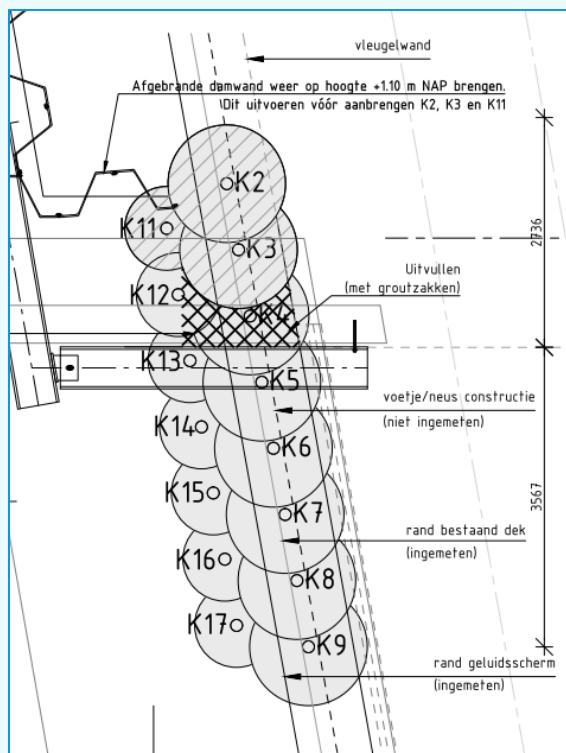 vleugelwand
Afgebrande damwand weer op hoogte +1.10 m NAP brengen.
Dit uitvoeren vóór aanbrengen K2, K3 en K11
K2
K11
K3
2736
Uitvullen
(met groutzakken)
K12
K4
K13
K5
voetje/neus constructie
(niet ingemeten)
K14
K6
K15
K7
3567
rand bestaand dek
(ingemeten)
K16
K8
K17
K9
rand geluidsscherm
(ingemeten)